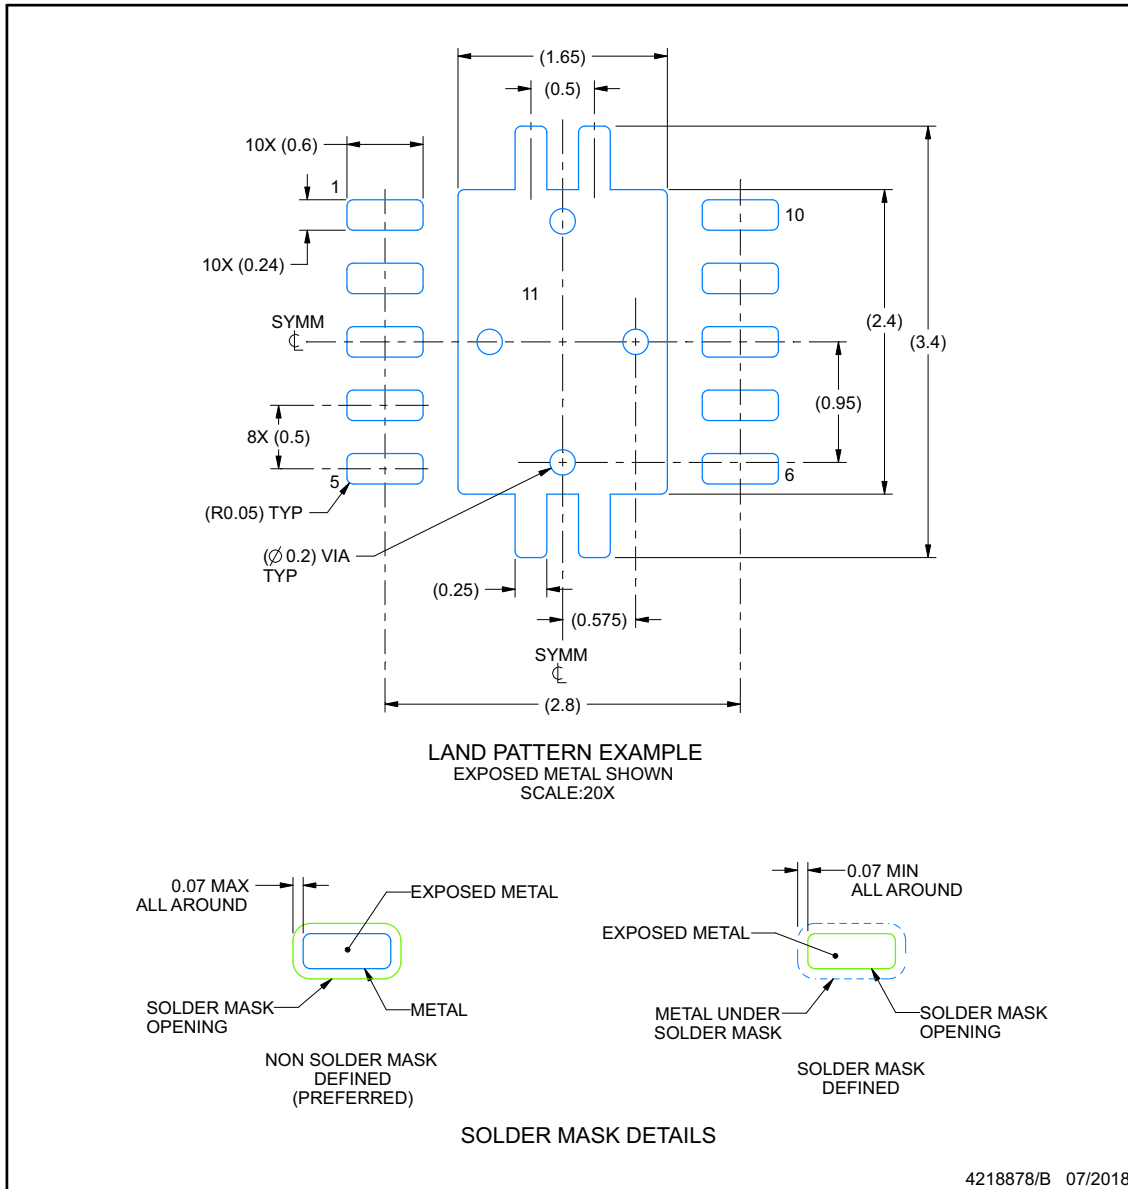 (1.65)
(0.5)
10X (0.6)
1
10
10X (0.24)
11
SYMM
℄
(2.4)
(3.4)
(0.95)
8X (0.5)
5
6
(R0.05) TYP
(∅ 0.2) VIA
TYP
(0.25)
(0.575)
SYMM
℄
(2.8)
LAND PATTERN EXAMPLE
EXPOSED METAL SHOWN
SCALE:20X
0.07 MAX
ALL AROUND
EXPOSED METAL
SOLDER MASK
OPENING
METAL
NON SOLDER MASK
DEFINED
(PREFERRED)
0.07 MIN
ALL AROUND
EXPOSED METAL
METAL UNDER
SOLDER MASK
SOLDER MASK
OPENING
SOLDER MASK
DEFINED
SOLDER MASK DETAILS
4218878/B 07/2018